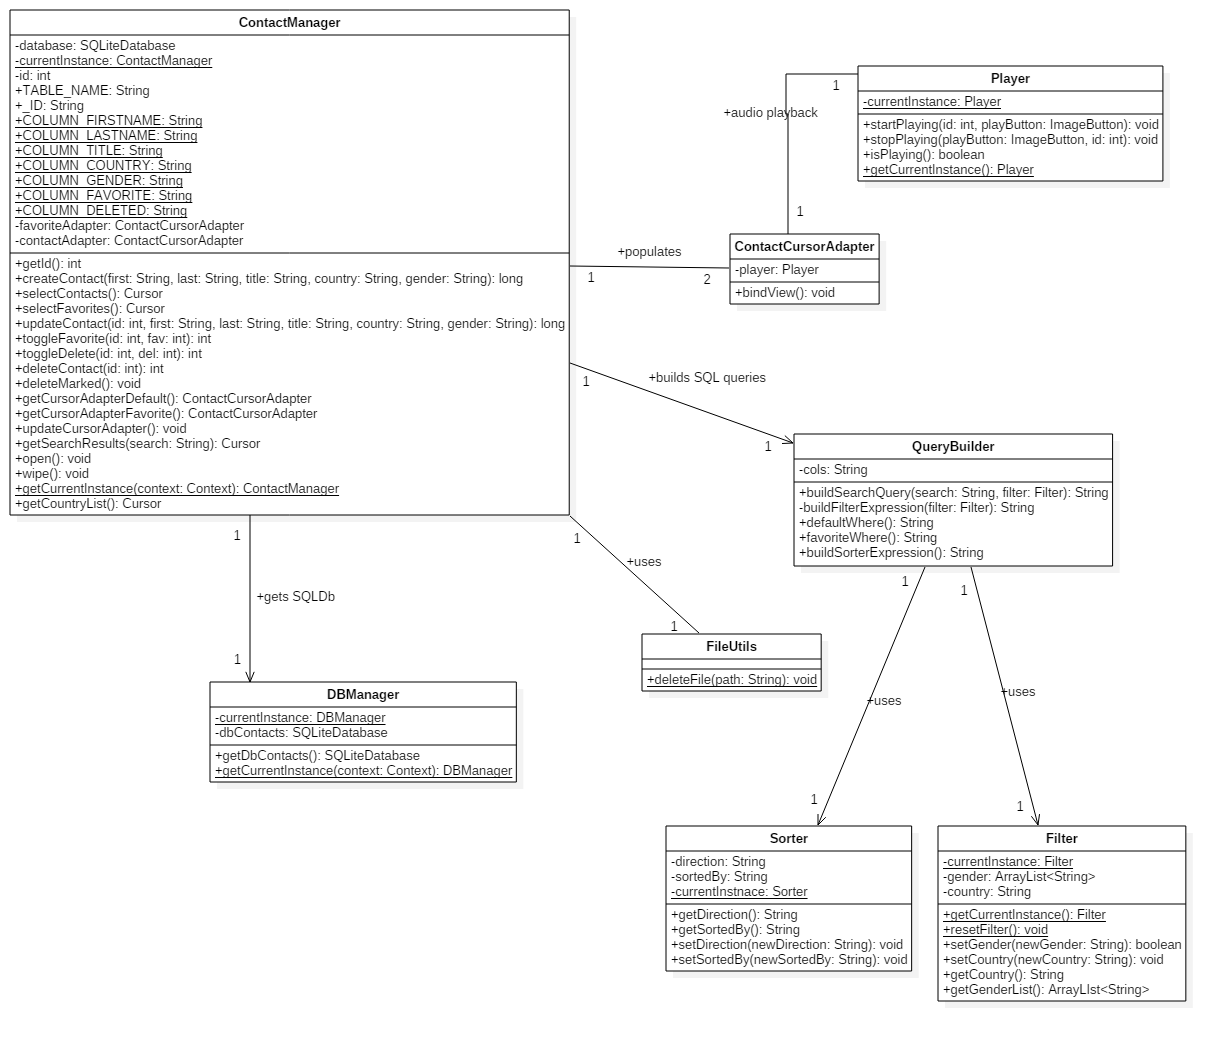 ContactManager
-database: SQLiteDatabase
-currentInstance: ContactManager
-id: int
+TABLE_NAME: String
+_ID: String
+COLUMN_FIRSTNAME: String
+COLUMN_LASTNAME: String
+COLUMN_TITLE: String
+COLUMN_COUNTRY: String
+COLUMN_GENDER: String
+COLUMN_FAVORITE: String
+COLUMN_DELETED: String
-favoriteAdapter: ContactCursorAdapter
-contactAdapter: ContactCursorAdapter
+getId(): int
+createContact(first: String, last: String, title: String, country: String, gender: String): long
+selectContacts(): Cursor
+selectFavorites(): Cursor
+updateContact(id: int, first: String, last: String, title: String, country: String, gender: String): long
+toggleFavorite(id: int, fav: int): int
+toggleDelete(id: int, del: int): int
+deleteContact(id: int): int
+deleteMarked(): void
+getCursorAdapterDefault(): ContactCursorAdapter
+getCursorAdapterFavorite(): ContactCursorAdapter
+updateCursorAdapter(): void
+getSearchResults(search: String): Cursor
+open(): void
+wipe(): void
+getCurrentInstance(context: Context): ContactManager
+getCountryList(): Cursor
Player
-currentInstance: Player
+startPlaying(id: int, playButton: ImageButton): void
+stopPlaying(playButton: ImageButton, id: int): void
+isPlaying(): boolean
+getCurrentInstance(): Player
1
+audio playback
1
ContactCursorAdapter
-player: Player
+bindView(): void
+populates
1
2
+builds SQL queries
1
1
QueryBuilder
-cols: String
+buildSearchQuery(search: String, filter: Filter): String
-buildFilterExpression(filter: Filter): String
+defaultWhere(): String
+favoriteWhere(): String
+buildSorterExpression(): String
1
+gets SQLDb
1
1
+uses
1
FileUtils
+deleteFile(path: String): void
DBManager
-currentInstance: DBManager
-dbContacts: SQLiteDatabase
+getDbContacts(): SQLiteDatabase
+getCurrentInstance(context: Context): DBManager
1
+uses
1
1
+uses
1
Sorter
-direction: String
-sortedBy: String
-currentInstnace: Sorter
+getDirection(): String
+getSortedBy(): String
+setDirection(newDirection: String): void
+setSortedBy(newSortedBy: String): void
Filter
-currentInstance: Filter
-gender: ArrayList<String>
-country: String
+getCurrentInstance(): Filter
+resetFilter(): void
+setGender(newGender: String): boolean
+setCountry(newCountry: String): void
+getCountry(): String
+getGenderList(): ArrayLIst<String>